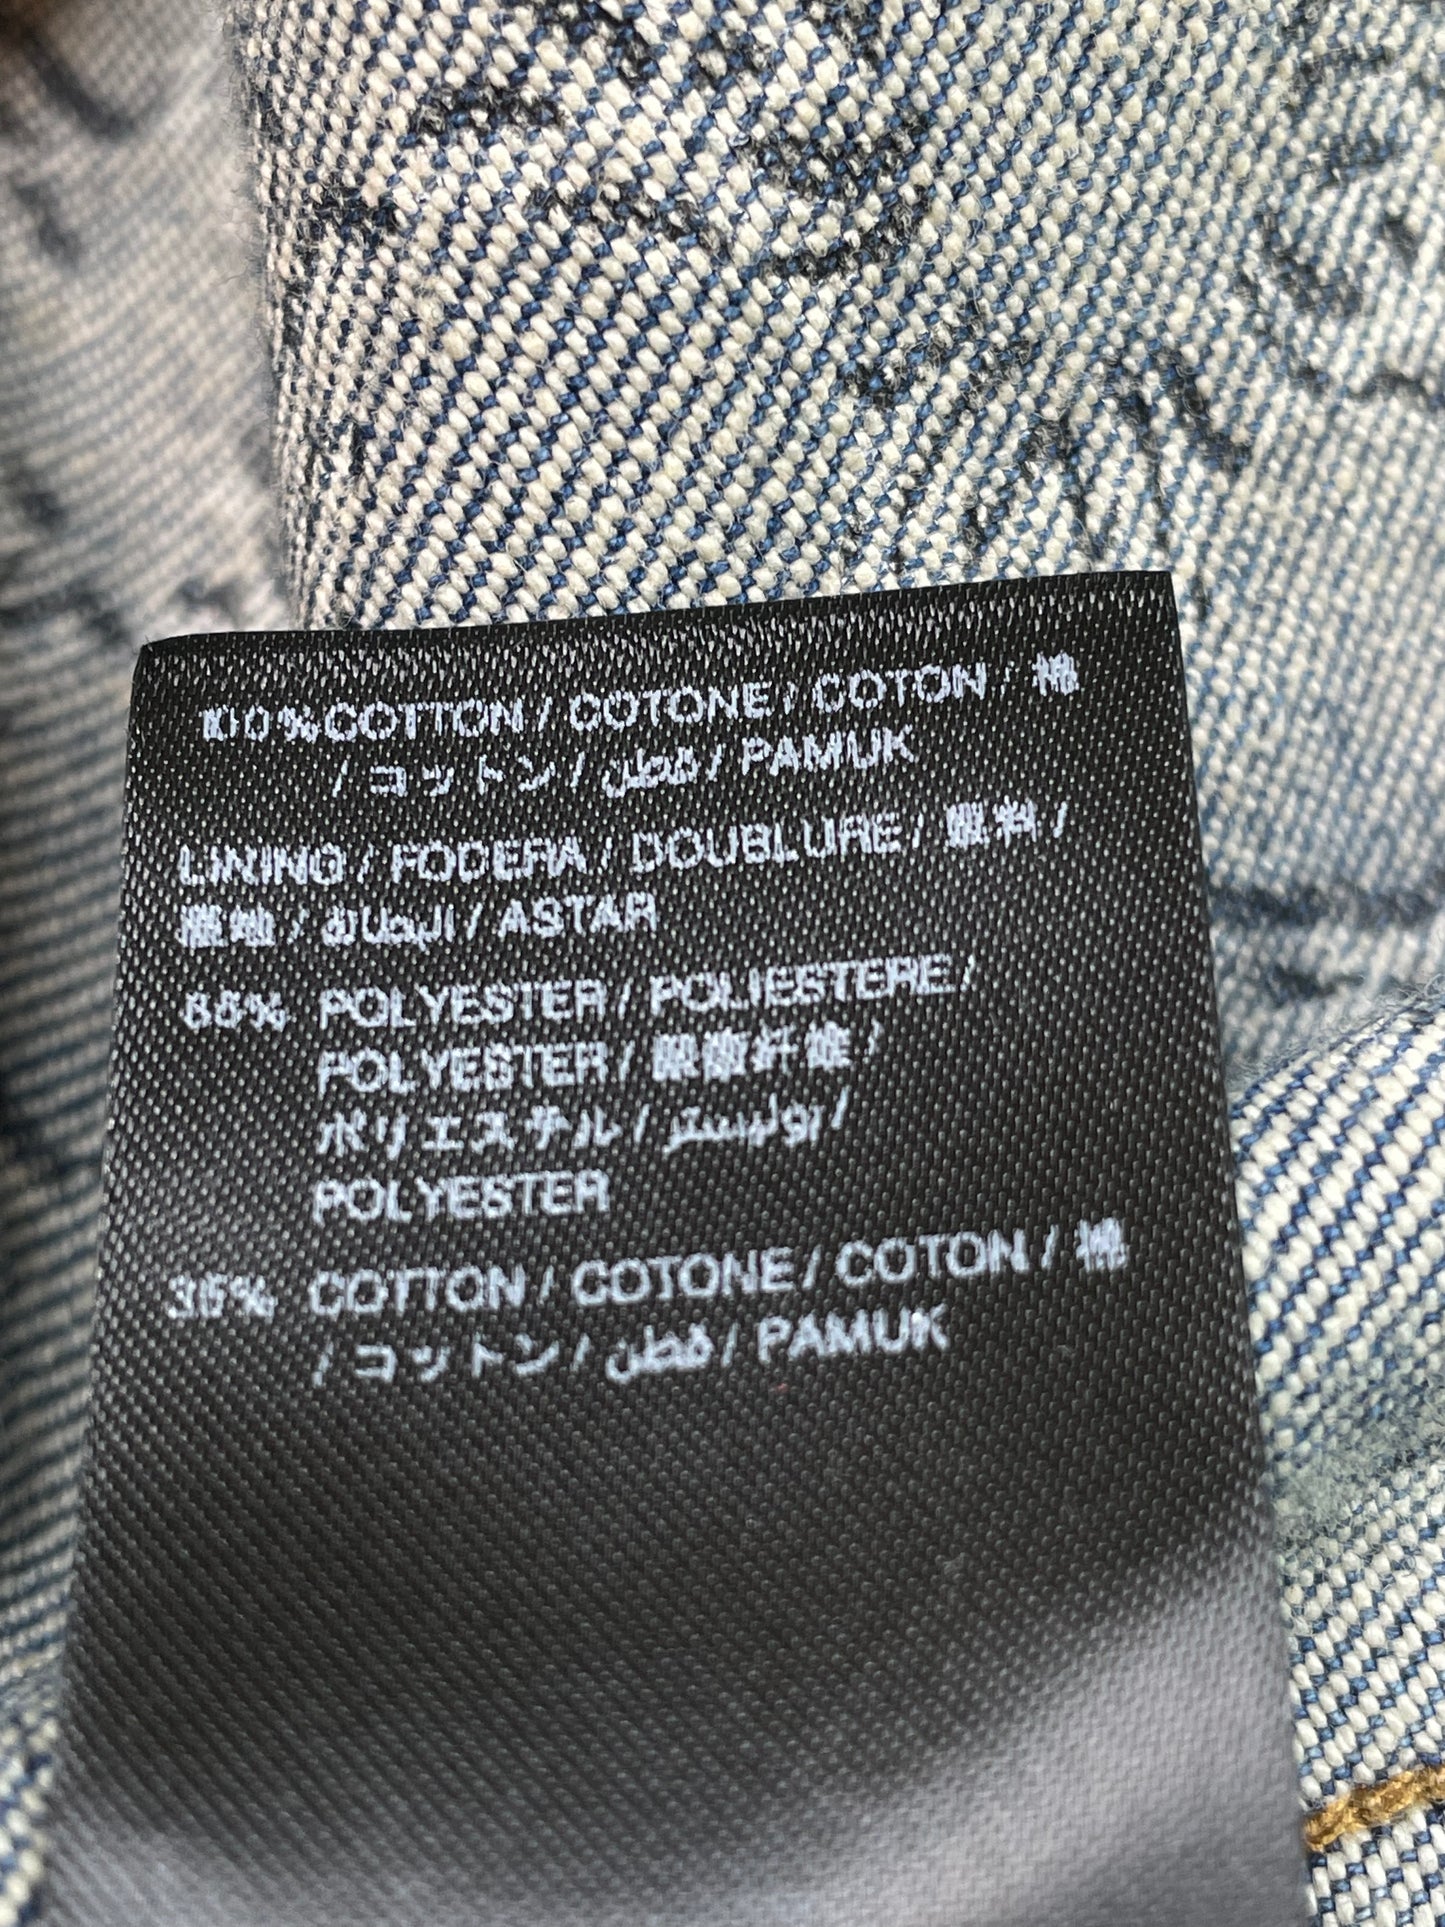 100%COTTON / COTONE / COTON / 棉
/ コットン / قطن / PAMUK
LINING / FODERA / DOUBLURE / 里料 /
裏地 / البطانة / ASTAR
65% POLYESTER / POLIESTERE /
POLYESTER / 聚酯纤维 /
ポリエステル / بوليستر /
POLYESTER
35% COTTON / COTONE / COTON / 棉
/ コットン / قطن / PAMUK